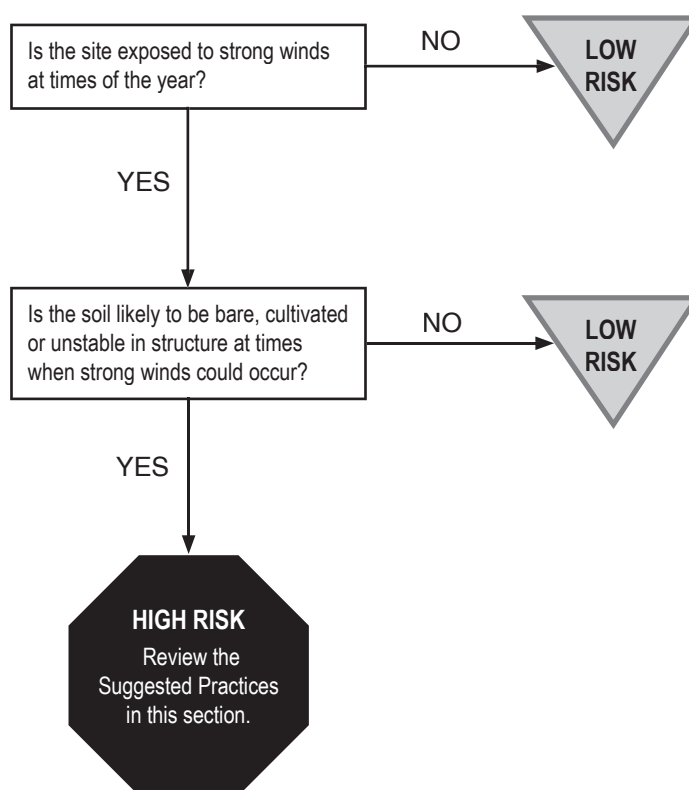 Is the site exposed to strong winds
at times of the year?
NO
LOW
RISK
YES
Is the soil likely to be bare, cultivated
or unstable in structure at times
when strong winds could occur?
NO
LOW
RISK
YES
HIGH RISK
Review the
Suggested Practices
in this section.